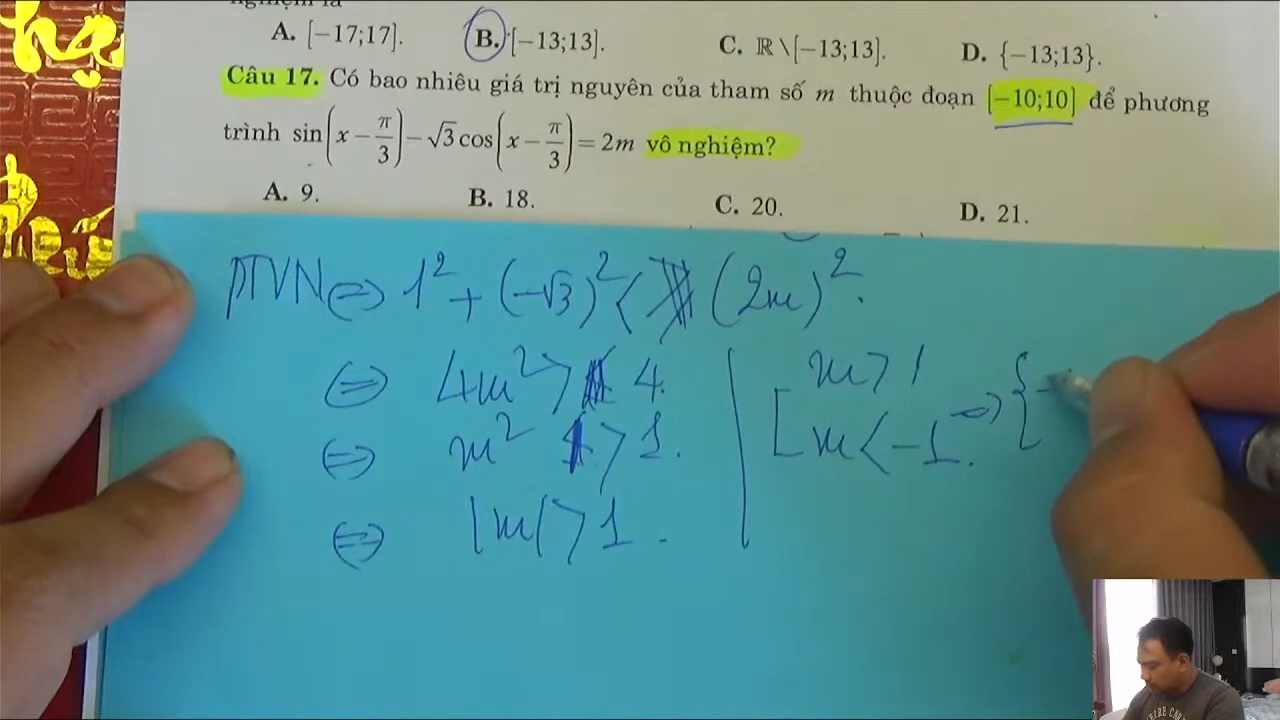 A. [−17;17]. B. [−13;13]. C. ℝ \ [−13;13]. D. {−13;13}.
Câu 17. Có bao nhiêu giá trị nguyên của tham số m thuộc đoạn [−10;10] để phương
trình sin(x − π/3) − √3 cos(x − π/3) = 2m vô nghiệm?
A. 9. B. 18. C. 20. D. 21.
PTVN ⇔ 1² + (−√3)² < (2m)².
⇔ 4m² > 4.
⇔ m² > 1.
⇔ |m| > 1.
[ m > 1
m < −1. ⇒ { −